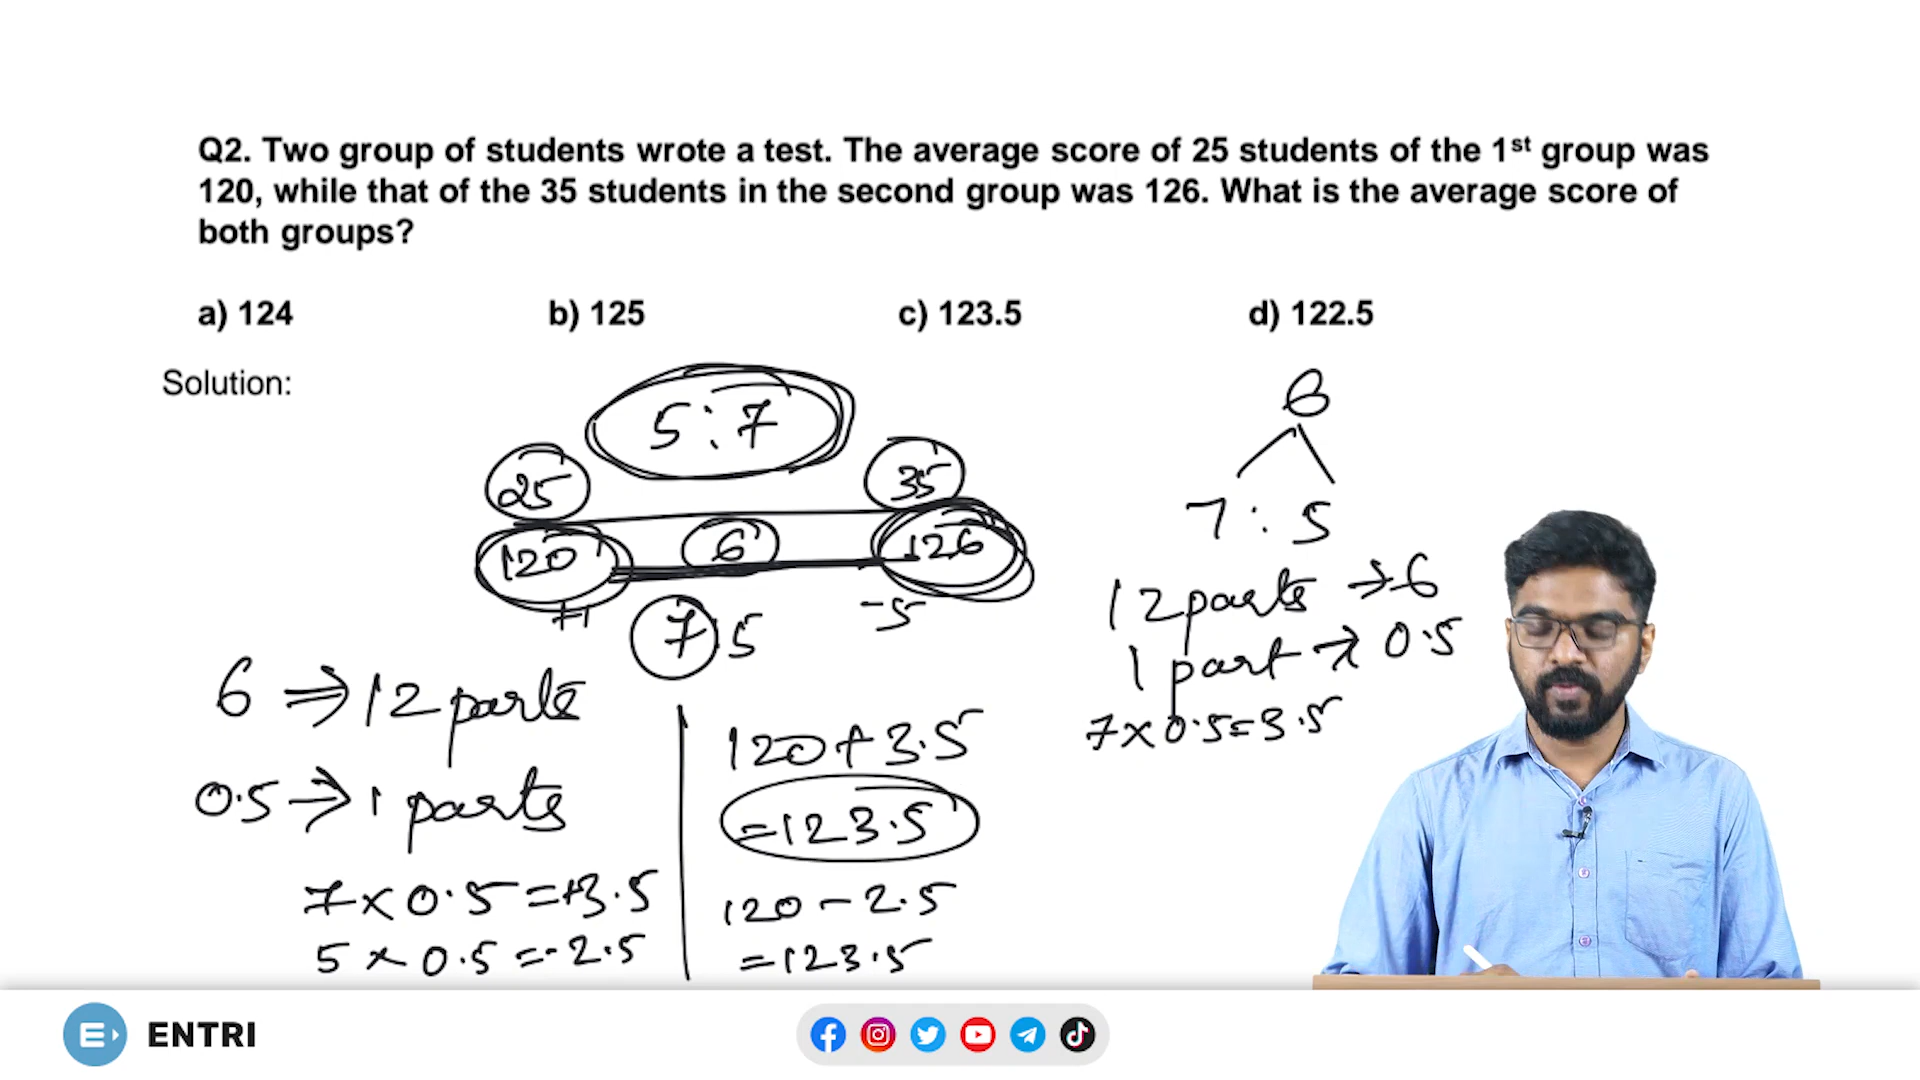 Q2. Two group of students wrote a test. The average score of 25 students of the 1st group was
120, while that of the 35 students in the second group was 126. What is the average score of
both groups?
a) 124 b) 125 c) 123.5 d) 122.5
Solution:
5:7
25 35
120 6 126
7 5 -5
6 ⇒ 12 parts
0.5 → 1 parts
7 × 0.5 = +3.5
5 × 0.5 = -2.5
120 + 3.5
= 123.5
120 - 2.5
= 123.5
6
7 : 5
12 parts → 6
1 part → 0.5
7 × 0.5 = 3.5
E ENTRI